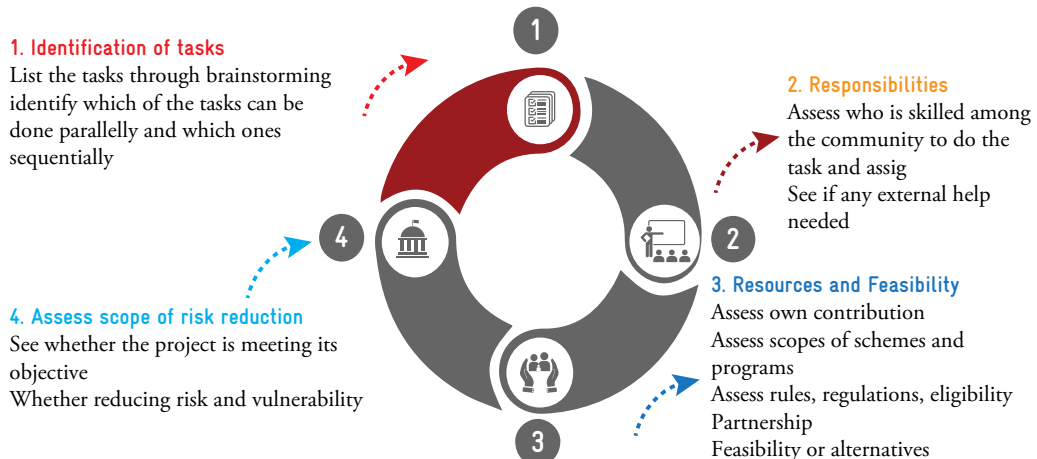 1
1. Identification of tasks
List the tasks through brainstorming
identify which of the tasks can be
done parallelly and which ones
sequentially
2. Responsibilities
Assess who is skilled among
the community to do the
task and assig
See if any external help
needed
2
3. Resources and Feasibility
Assess own contribution
Assess scopes of schemes and
programs
Assess rules, regulations, eligibility
Partnership
Feasibility or alternatives
3
4
4. Assess scope of risk reduction
See whether the project is meeting its
objective
Whether reducing risk and vulnerability